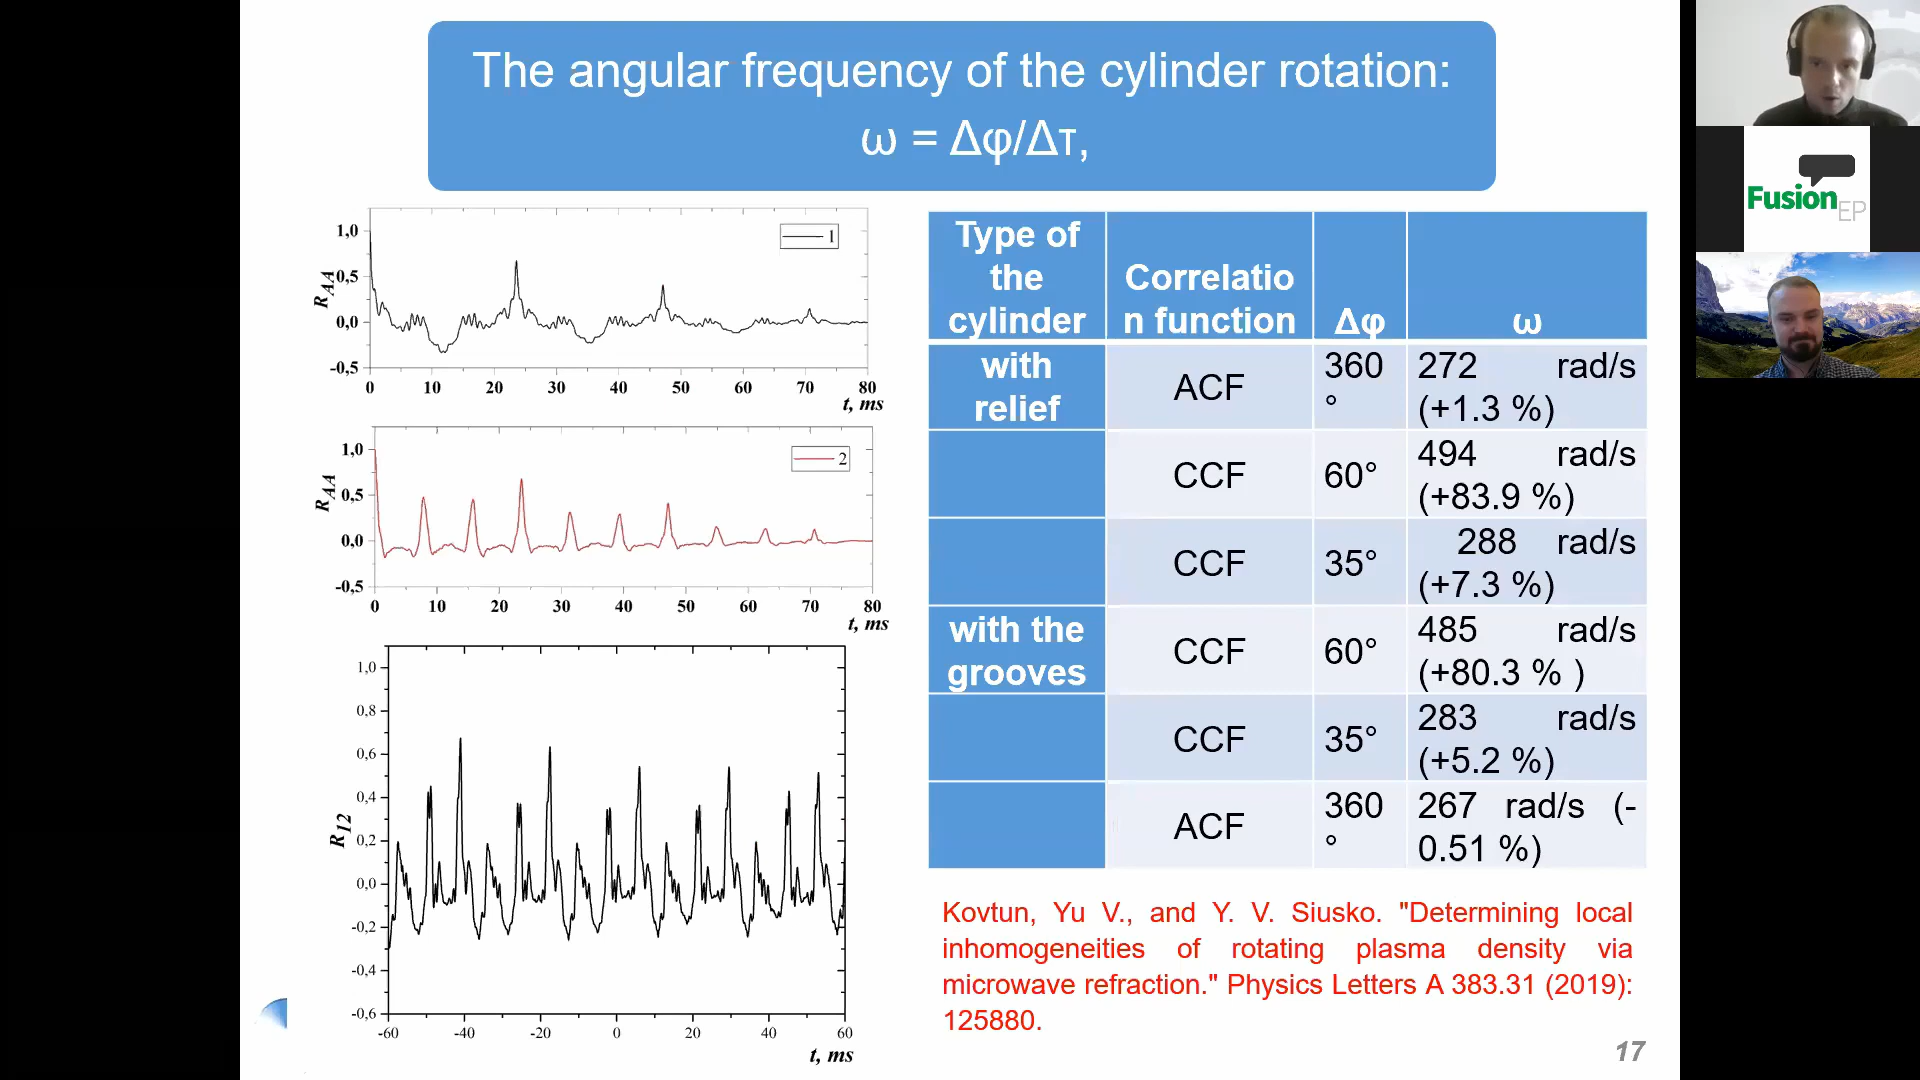 The angular frequency of the cylinder rotation:
ω = Δφ/Δτ,
1,0
0,5
0,0
-0,5
R_AA
1
0 10 20 30 40 50 60 70 80
t, ms
1,0
0,5
0,0
-0,5
R_AA
2
0 10 20 30 40 50 60 70 80
t, ms
1,0
0,8
0,6
0,4
0,2
0,0
-0,2
-0,4
-0,6
R_12
-60 -40 -20 0 20 40 60
t, ms
Type of
the
cylinder
Correlatio
n function
Δφ
ω
with
relief
ACF
360
°
272 rad/s
(+1.3 %)
CCF
60°
494 rad/s
(+83.9 %)
CCF
35°
288 rad/s
(+7.3 %)
with the
grooves
CCF
60°
485 rad/s
(+80.3 % )
CCF
35°
283 rad/s
(+5.2 %)
ACF
360
°
267 rad/s (-
0.51 %)
Kovtun, Yu V., and Y. V. Siusko. "Determining local
inhomogeneities of rotating plasma density via
microwave refraction." Physics Letters A 383.31 (2019):
125880.
17
Fusion
EP